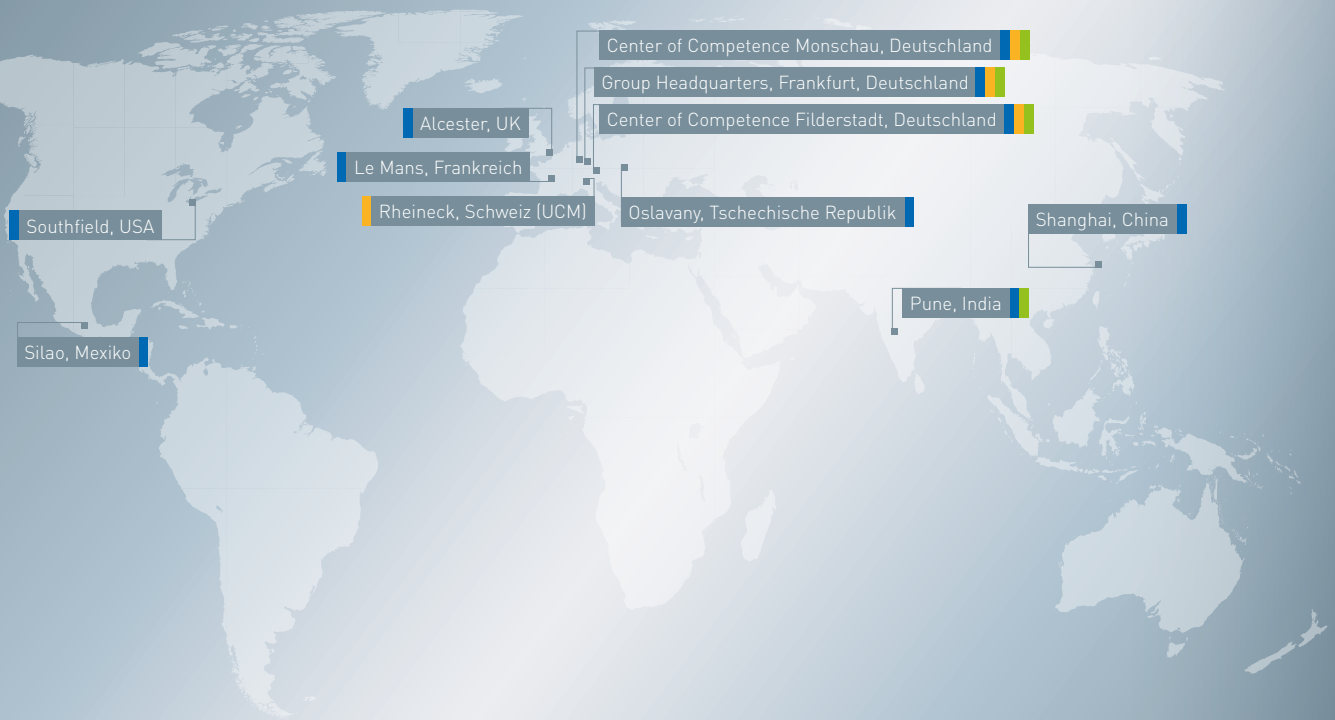 Center of Competence Monschau, Deutschland
Group Headquarters, Frankfurt, Deutschland
Center of Competence Filderstadt, Deutschland
Alcester, UK
Le Mans, Frankreich
Rheineck, Schweiz (UCM)
Oslavany, Tschechische Republik
Southfield, USA
Shanghai, China
Pune, India
Silao, Mexiko